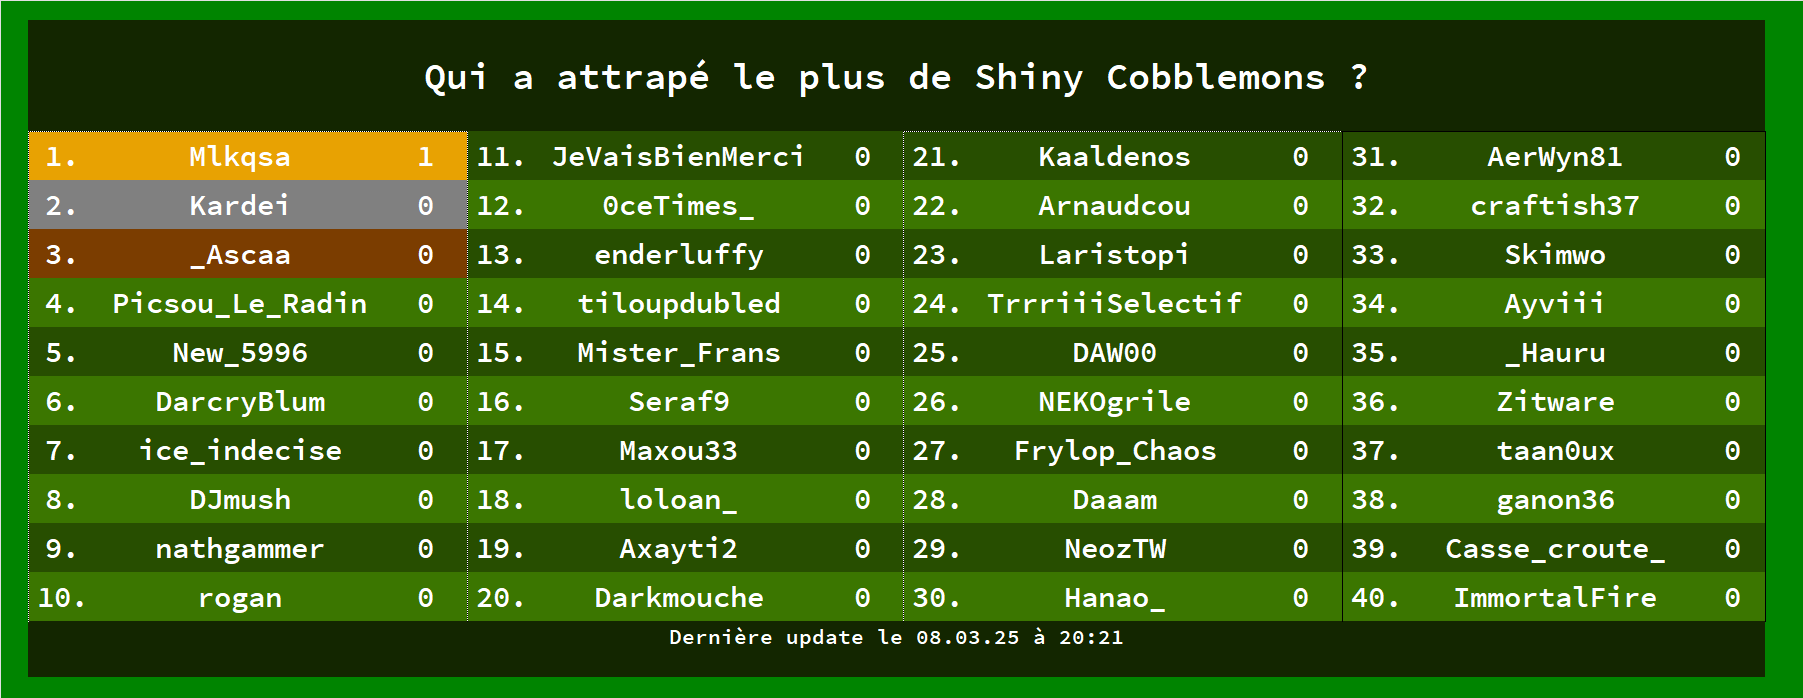 Qui a attrapé le plus de Shiny Cobblemons ?
1. Mlkqsa 1 11. JeVaisBienMerci 0 21. Kaaldenos 0 31. AerWyn81 0
2. Kardei 0 12. 0ceTimes_ 0 22. Arnaudcou 0 32. craftish37 0
3. _Ascaa 0 13. enderluffy 0 23. Laristopi 0 33. Skimwo 0
4. Picsou_Le_Radin 0 14. tiloupdubled 0 24. TrrriiiSelectif 0 34. Ayviii 0
5. New_5996 0 15. Mister_Frans 0 25. DAW00 0 35. _Hauru 0
6. DarcryBlum 0 16. Seraf9 0 26. NEKOgrile 0 36. Zitware 0
7. ice_indecise 0 17. Maxou33 0 27. Frylop_Chaos 0 37. taan0ux 0
8. DJmush 0 18. loloan_ 0 28. Daaam 0 38. ganon36 0
9. nathgammer 0 19. Axayti2 0 29. NeozTW 0 39. Casse_croute_ 0
10. rogan 0 20. Darkmouche 0 30. Hanao_ 0 40. ImmortalFire 0
Dernière update le 08.03.25 à 20:21